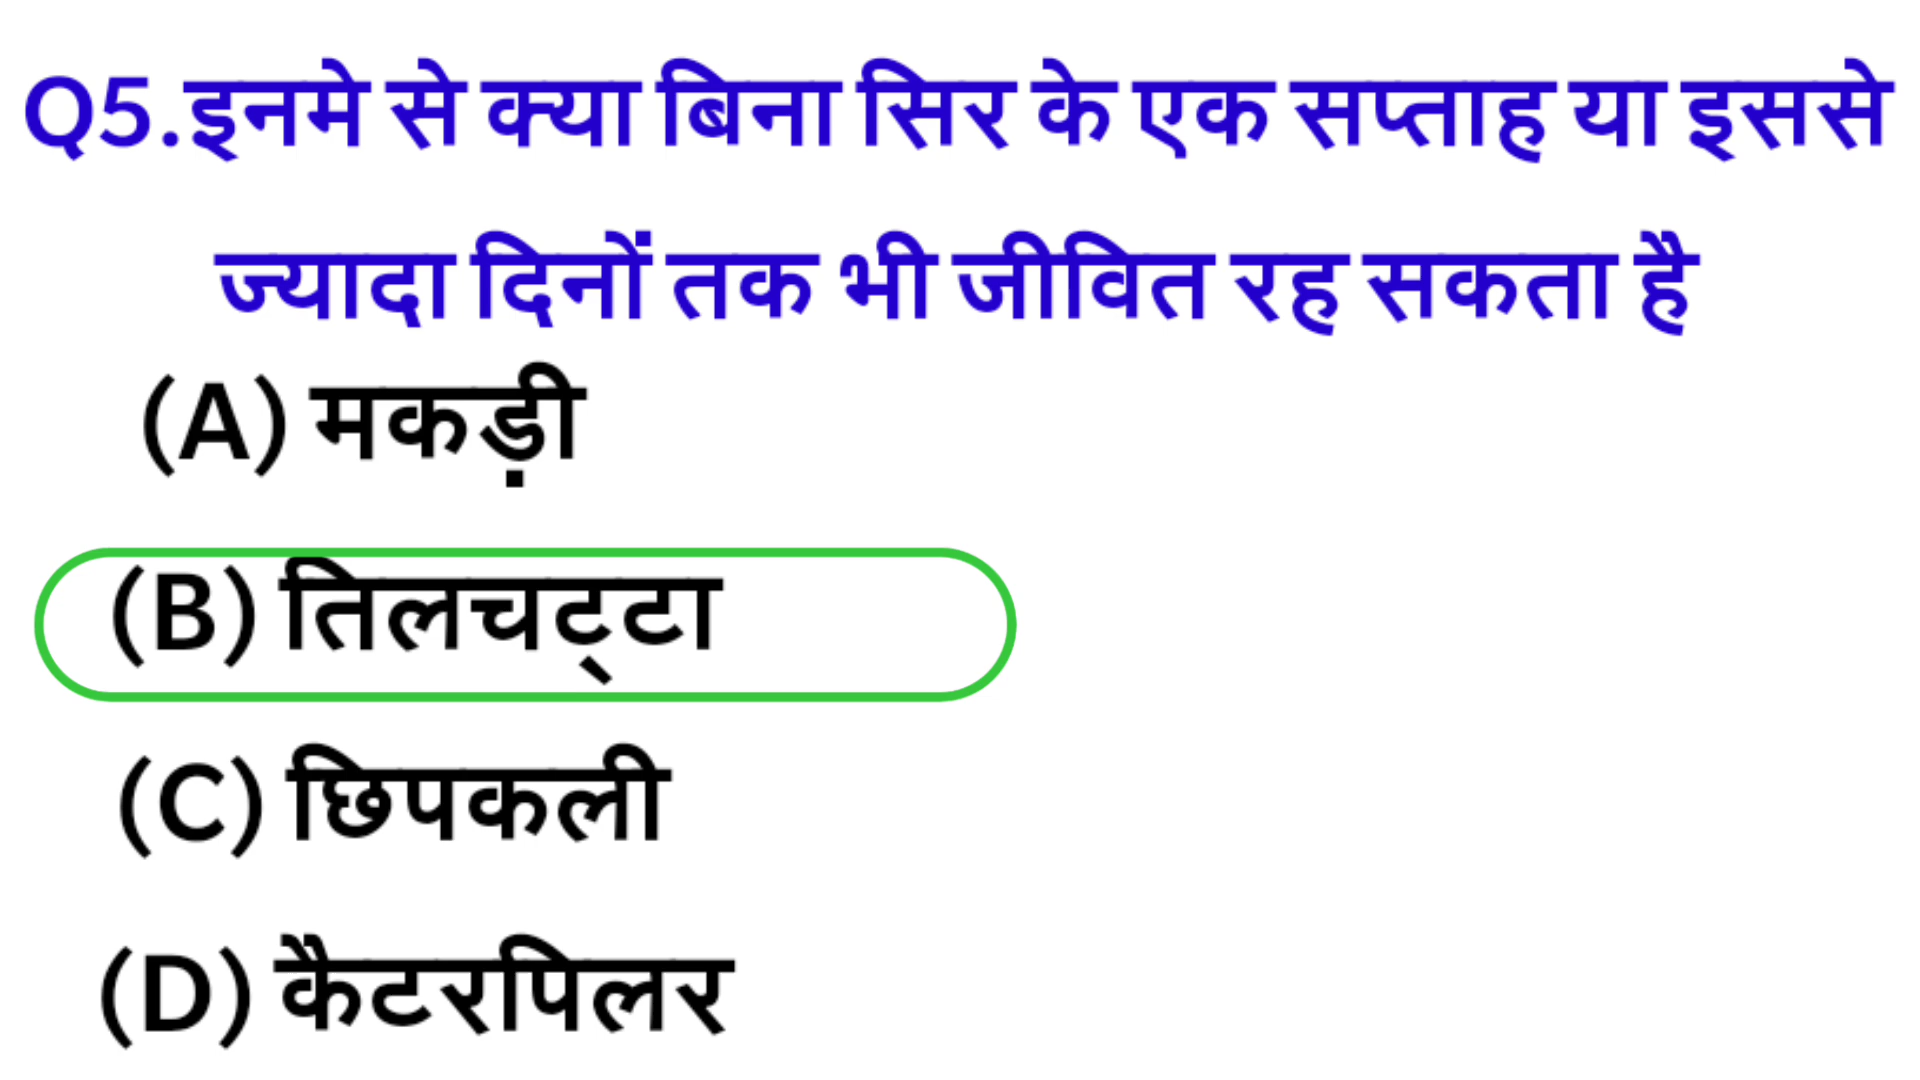 Q5.इनमे से क्या बिना सिर के एक सप्ताह या इससे
ज्यादा दिनों तक भी जीवित रह सकता है
(A) मकड़ी
(B) तिलचट्‌टा
(C) छिपकली
(D) कैटरपिलर